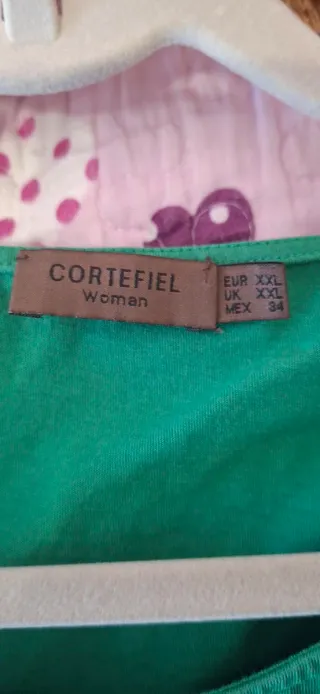 CORTEFIEL
Woman
EUR XXL
UK XXL
MEX 34